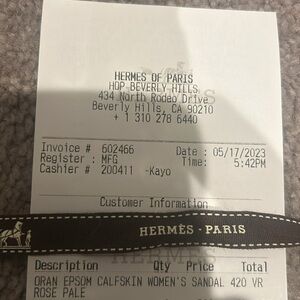 HERMES OF PARIS
HOP BEVERLY HILLS
434 North Rodeo Drive
Beverly Hills, CA 90210
+ 1 310 278 6440
Invoice # 602466 Date : 05/17/2023
Register : MFG Time: 5:42PM
Cashier # 200411 -Kayo
Customer Information
HERMÈS - PARIS
Description Qty Price Total
ORAN EPSOM CALFSKIN WOMEN'S SANDAL 420 VR
ROSE PALE